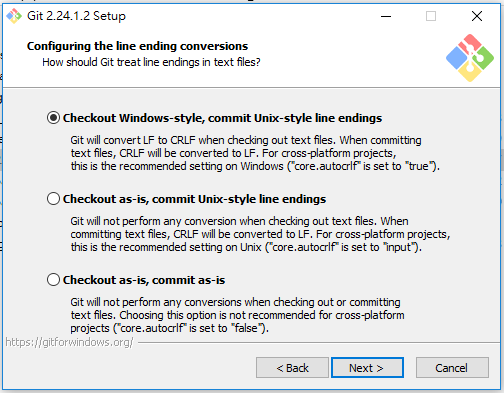 Git 2.24.1.2 Setup
Configuring the line ending conversions
How should Git treat line endings in text files?
Checkout Windows-style, commit Unix-style line endings
Git will convert LF to CRLF when checking out text files. When committing
text files, CRLF will be converted to LF. For cross-platform projects,
this is the recommended setting on Windows ("core.autocrlf" is set to "true").
Checkout as-is, commit Unix-style line endings
Git will not perform any conversion when checking out text files. When
committing text files, CRLF will be converted to LF. For cross-platform projects,
this is the recommended setting on Unix ("core.autocrlf" is set to "input").
Checkout as-is, commit as-is
Git will not perform any conversions when checking out or committing
text files. Choosing this option is not recommended for cross-platform
projects ("core.autocrlf" is set to "false").
https://gitforwindows.org/
< Back
Next >
Cancel